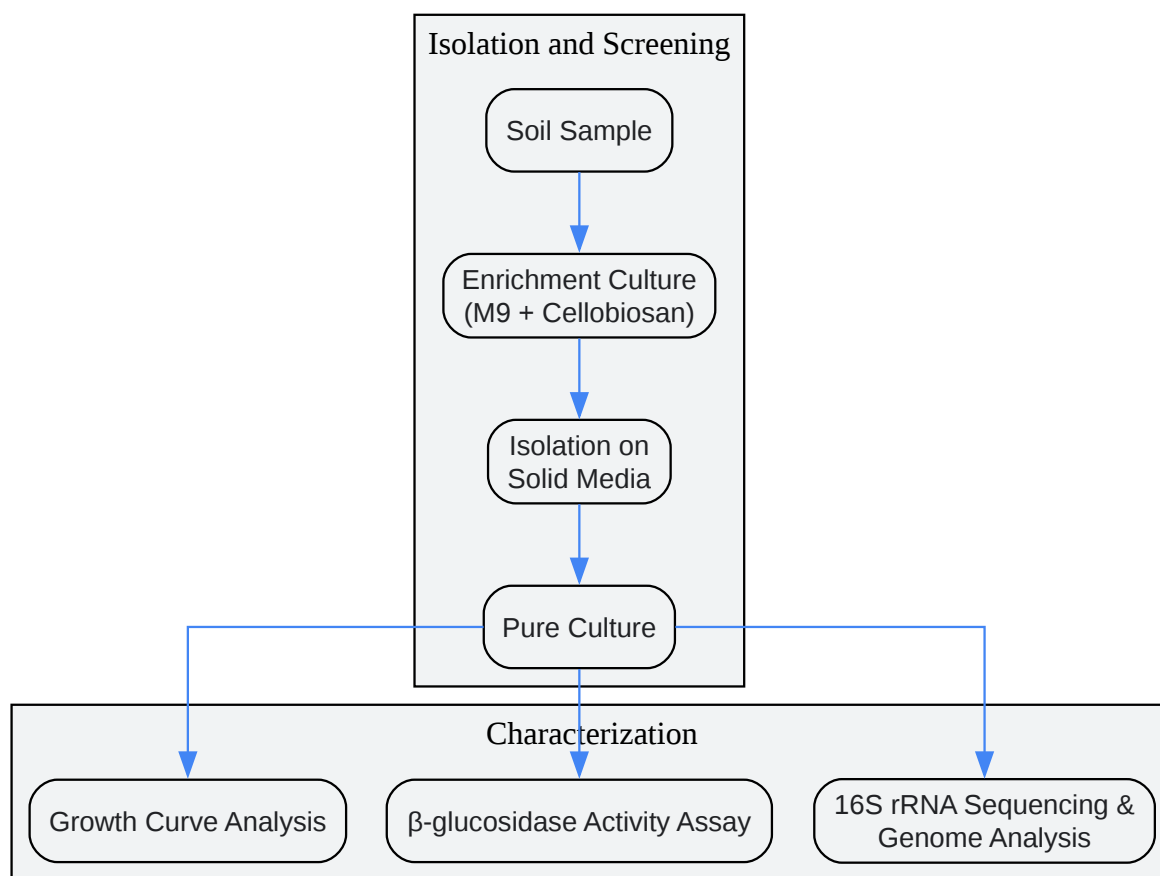 Isolation and Screening
Soil Sample
Enrichment Culture
(M9 + Cellobiosan)
Isolation on
Solid Media
Pure Culture
Characterization
Growth Curve Analysis
β-glucosidase Activity Assay
16S rRNA Sequencing &
Genome Analysis